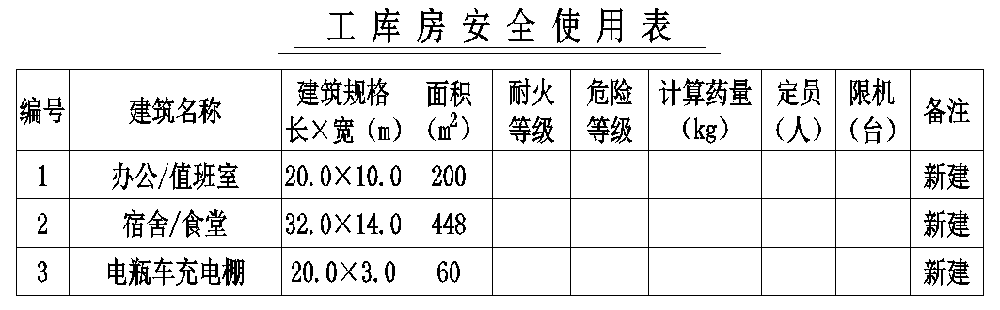 工库房安全使用表
编号 建筑名称 建筑规格 长×宽 (m) 面积 (m²) 耐火等级 危险等级 计算药量 (kg) 定员 (人) 限机 (台) 备注
1 办公/值班室 20.0×10.0 200 新建
2 宿舍/食堂 32.0×14.0 448 新建
3 电瓶车充电棚 20.0×3.0 60 新建